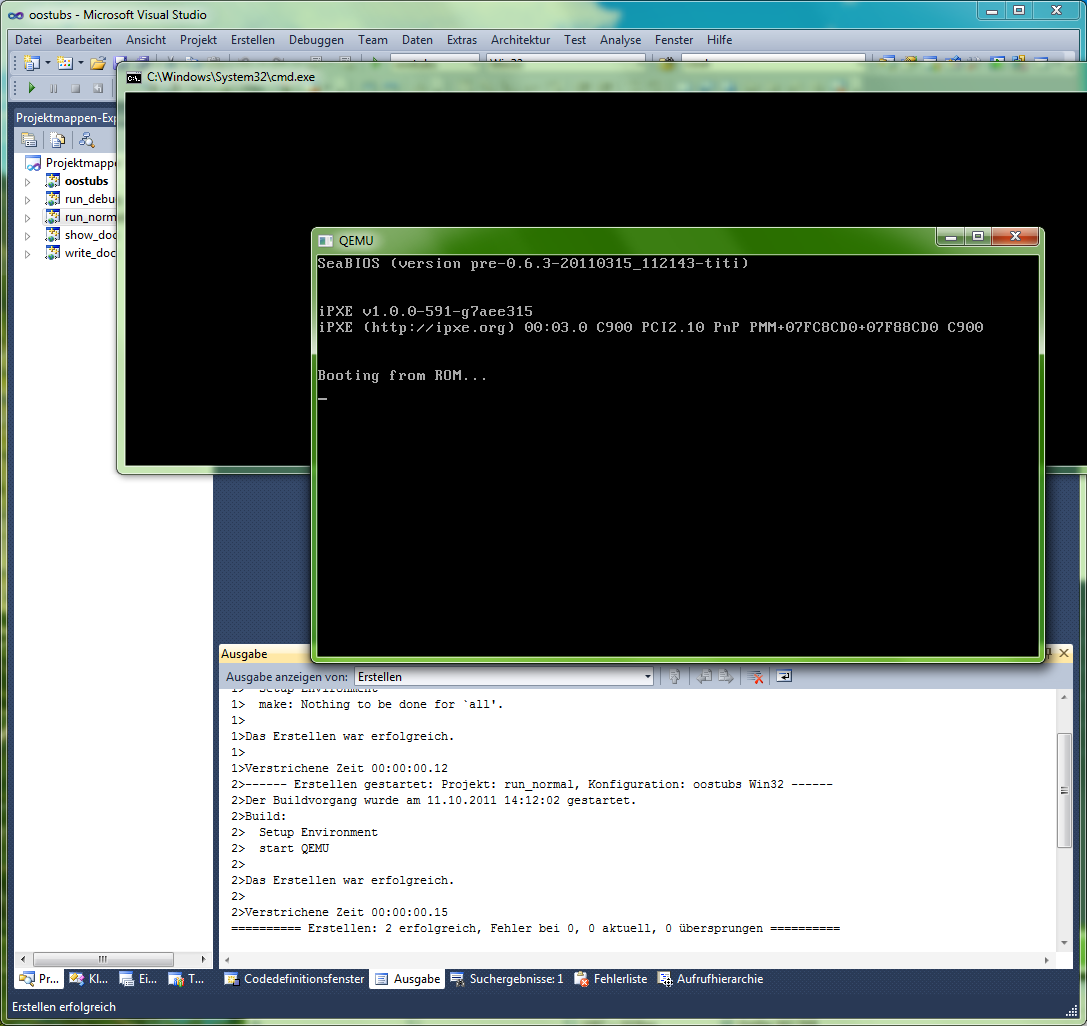 oostubs - Microsoft Visual Studio
Datei Bearbeiten Ansicht Projekt Erstellen Debuggen Team Daten Extras Architektur Test Analyse Fenster Hilfe
C:\Windows\System32\cmd.exe
Projektmappen-Exp
Projektmappe
oostubs
run_debu
run_norm
show_doc
write_doc
QEMU
SeaBIOS (version pre-0.6.3-20110315_112143-titi)
iPXE v1.0.0-591-g7aee315
iPXE (http://ipxe.org) 00:03.0 C900 PCI2.10 PnP PMM+07FC8CD0+07F88CD0 C900
Booting from ROM...
_
Ausgabe
Ausgabe anzeigen von: Erstellen
1>  Setup Environment
1>  make: Nothing to be done for `all'.
1>
1>Das Erstellen war erfolgreich.
1>
1>Verstrichene Zeit 00:00:00.12
2>------ Erstellen gestartet: Projekt: run_normal, Konfiguration: oostubs Win32 ------
2>Der Buildvorgang wurde am 11.10.2011 14:12:02 gestartet.
2>Build:
2>  Setup Environment
2>  start QEMU
2>
2>Das Erstellen war erfolgreich.
2>
2>Verstrichene Zeit 00:00:00.15
========== Erstellen: 2 erfolgreich, Fehler bei 0, 0 aktuell, 0 übersprungen ==========
Pr... Kl... Ei... T... Codedefinitionsfenster Ausgabe Suchergebnisse: 1 Fehlerliste Aufrufhierarchie
Erstellen erfolgreich